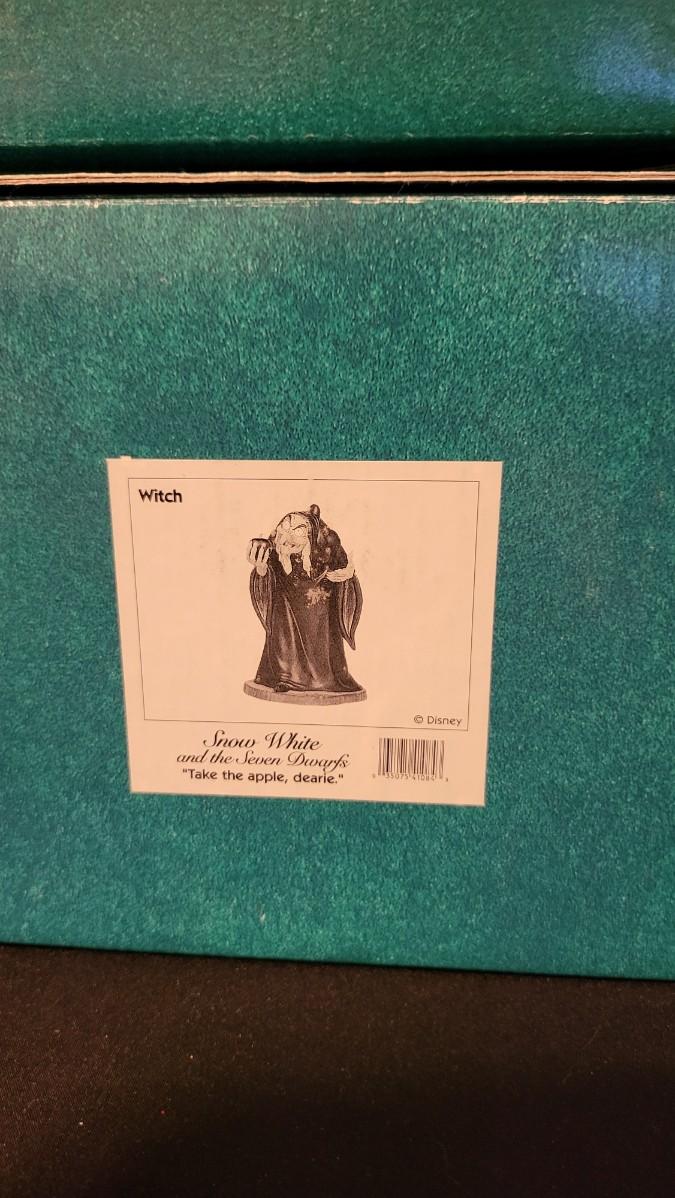 Witch
© Disney
Snow White
and the Seven Dwarfs
"Take the apple, dearie."